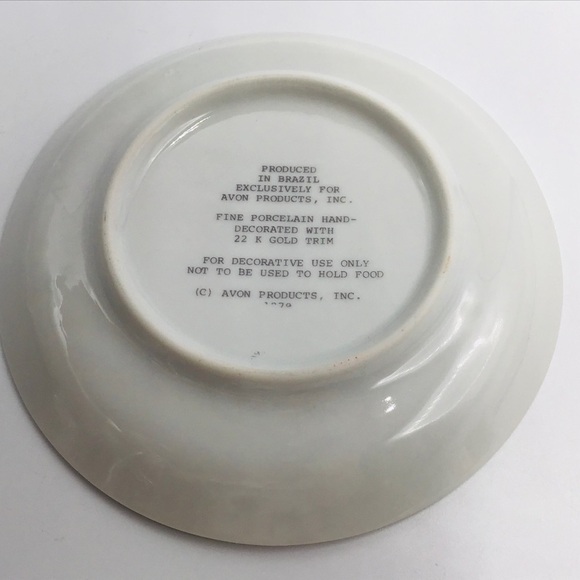 PRODUCED
IN BRAZIL
EXCLUSIVELY FOR
AVON PRODUCTS, INC.
FINE PORCELAIN HAND-
DECORATED WITH
22 K GOLD TRIM
FOR DECORATIVE USE ONLY
NOT TO BE USED TO HOLD FOOD
(C) AVON PRODUCTS, INC.
1979